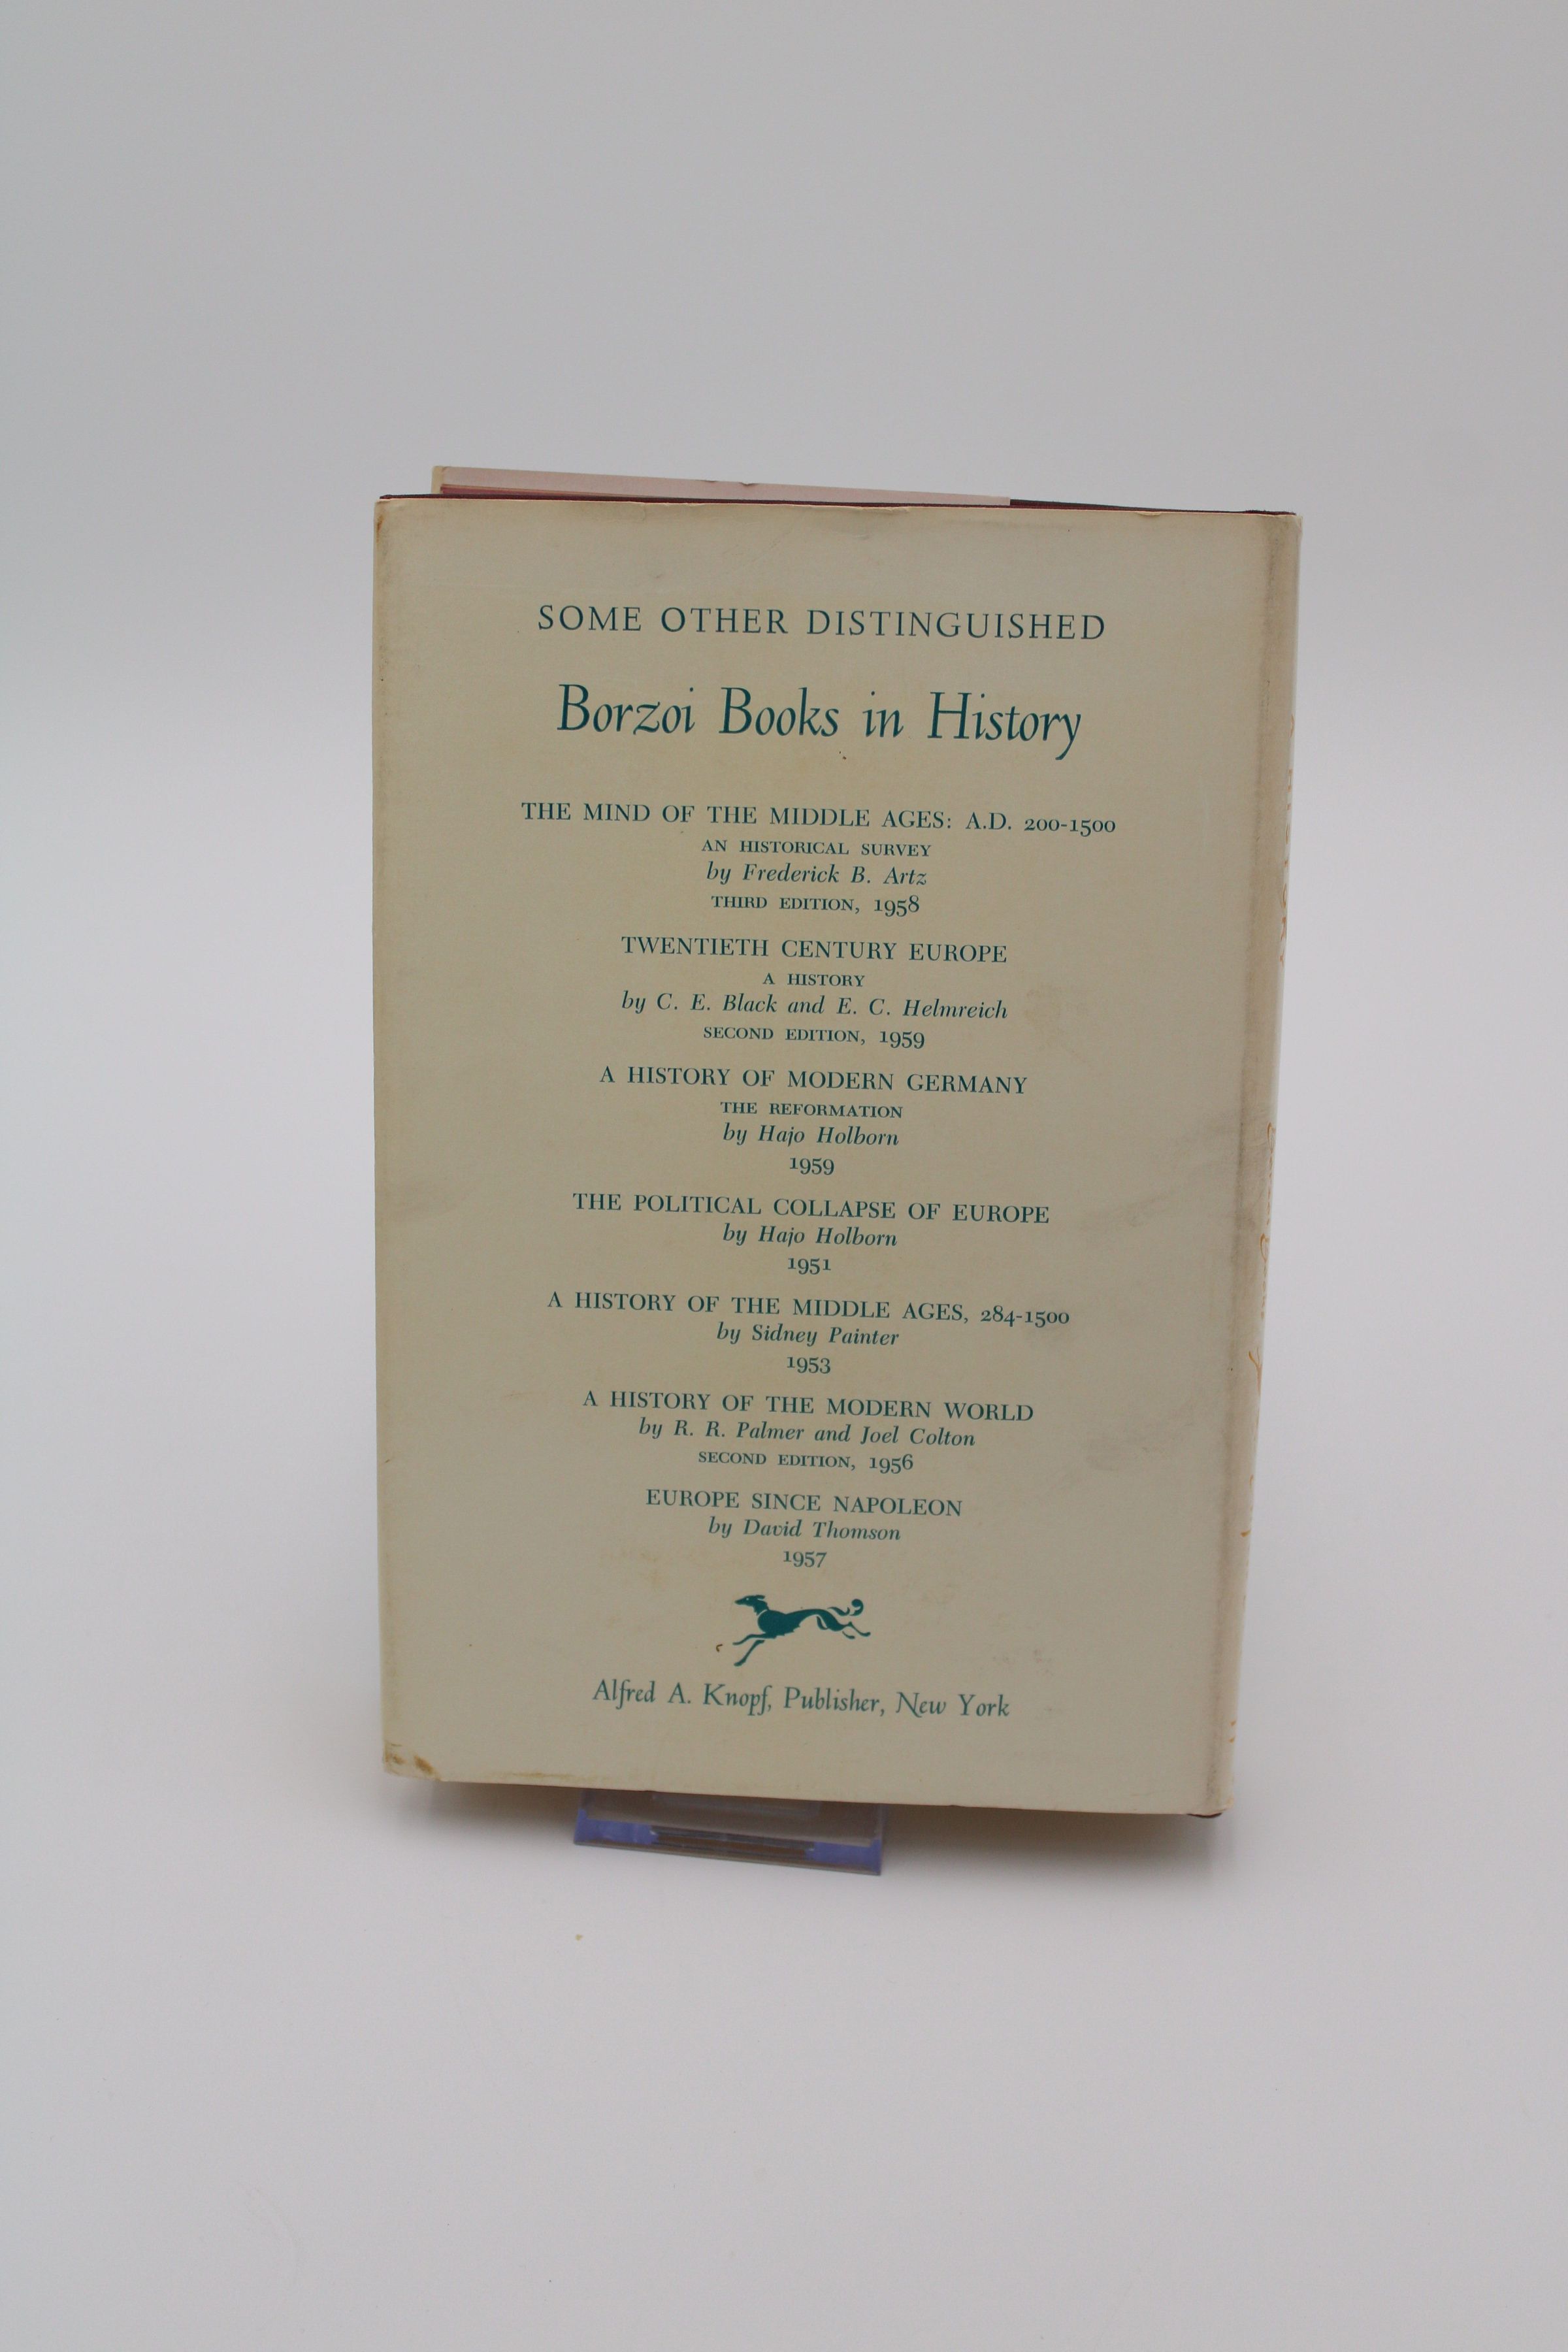 SOME OTHER DISTINGUISHED
Borzoi Books in History
THE MIND OF THE MIDDLE AGES: A.D. 200-1500
AN HISTORICAL SURVEY
by Frederick B. Artz
THIRD EDITION, 1958
TWENTIETH CENTURY EUROPE
A HISTORY
by C. E. Black and E. C. Helmreich
SECOND EDITION, 1959
A HISTORY OF MODERN GERMANY
THE REFORMATION
by Hajo Holborn
1959
THE POLITICAL COLLAPSE OF EUROPE
by Hajo Holborn
1951
A HISTORY OF THE MIDDLE AGES, 284-1500
by Sidney Painter
1953
A HISTORY OF THE MODERN WORLD
by R. R. Palmer and Joel Colton
SECOND EDITION, 1956
EUROPE SINCE NAPOLEON
by David Thomson
1957
Alfred A. Knopf, Publisher, New York